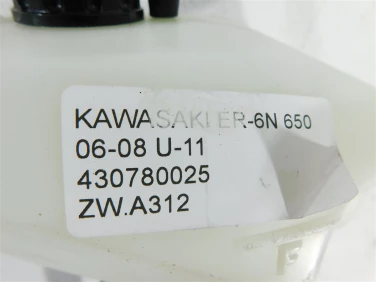 KAWASAKI ER-6N 650
06-08 U-11
430780025
ZW.A312